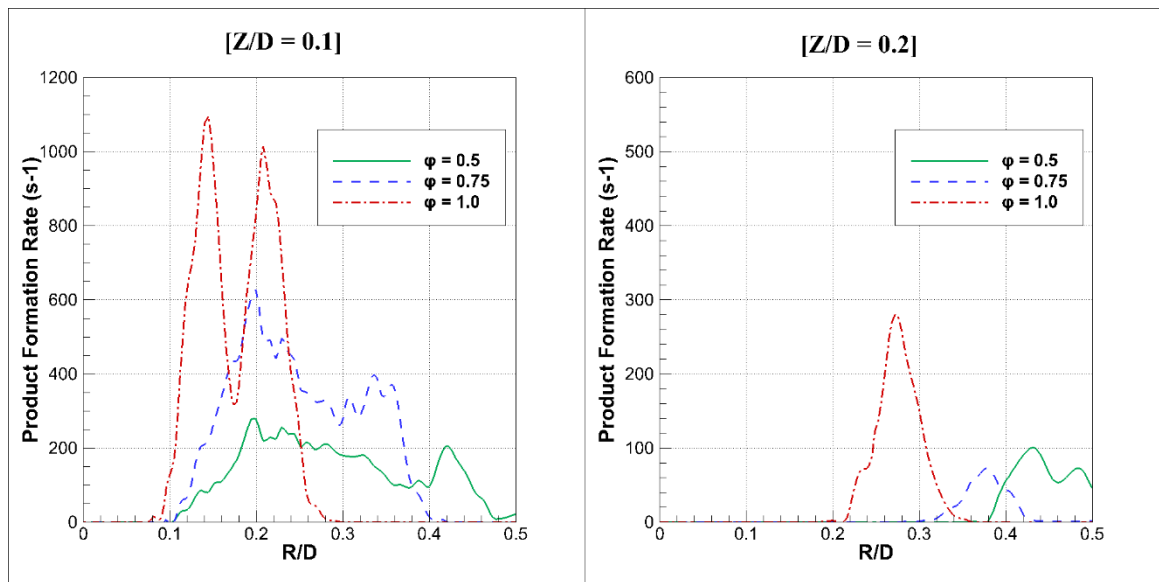 [Z/D = 0.1]
Product Formation Rate (s-1)
1200
1000
800
600
400
200
0
φ = 0.5
φ = 0.75
φ = 1.0
0
0.1
0.2
0.3
0.4
0.5
R/D
[Z/D = 0.2]
Product Formation Rate (s-1)
600
500
400
300
200
100
0
φ = 0.5
φ = 0.75
φ = 1.0
0
0.1
0.2
0.3
0.4
0.5
R/D